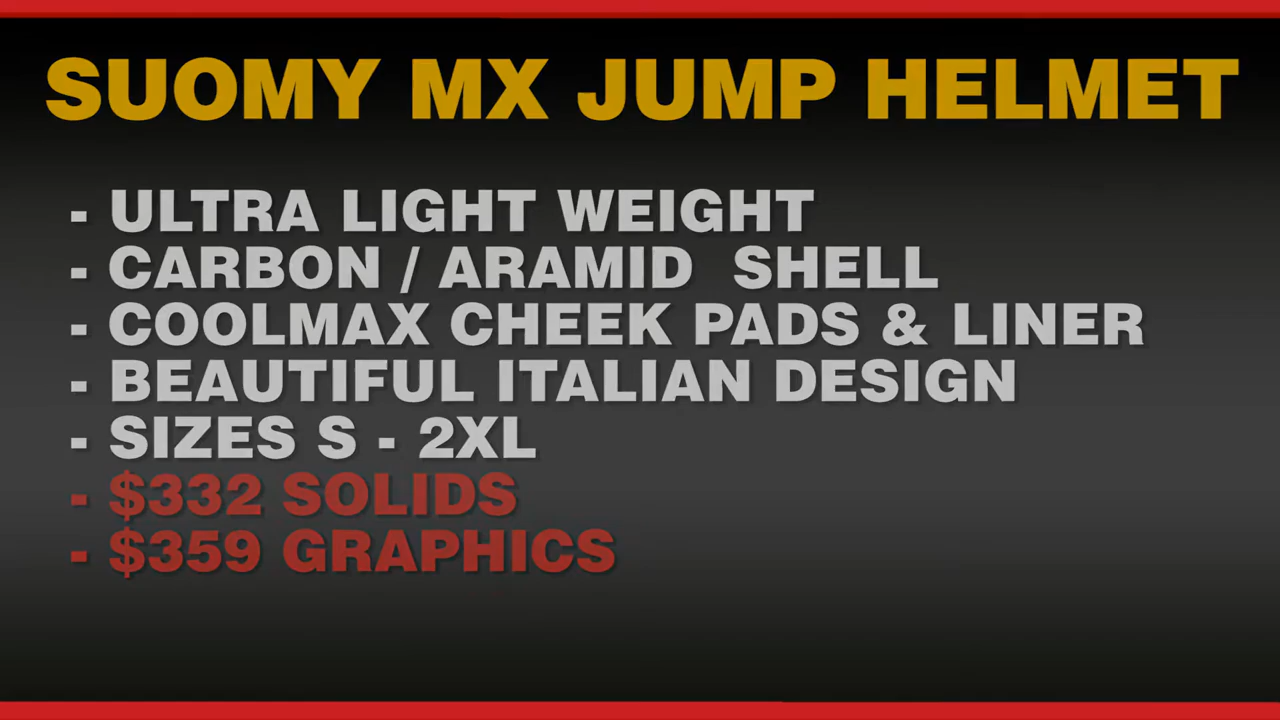 SUOMY MX JUMP HELMET
- ULTRA LIGHT WEIGHT
- CARBON / ARAMID SHELL
- COOLMAX CHEEK PADS & LINER
- BEAUTIFUL ITALIAN DESIGN
- SIZES S - 2XL
- $332 SOLIDS
- $359 GRAPHICS